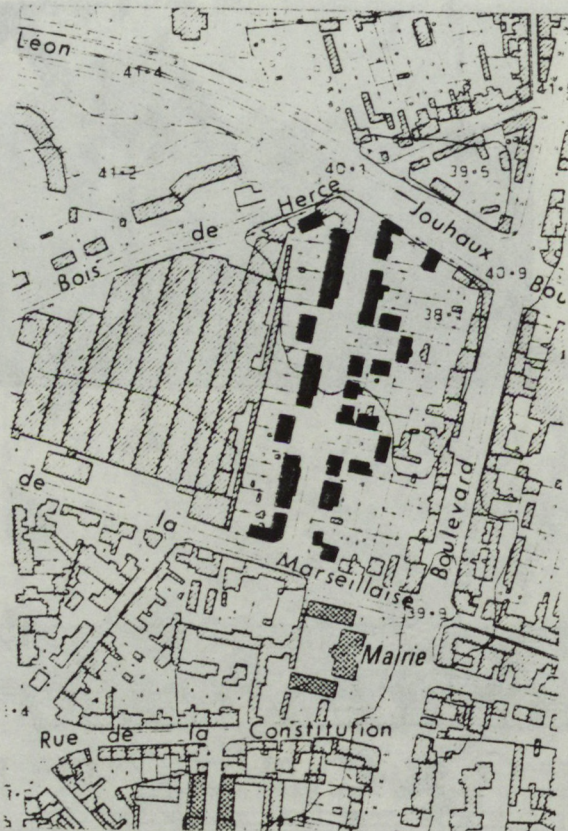 Léon
41·4
41·
40·1
39·5
41·2
Herce
Jouhaux
de
40·9
Bois
Bou
38·9
de
la
Boulevard
Marseillaise
39·9
Mairie
Rue de la Constitution